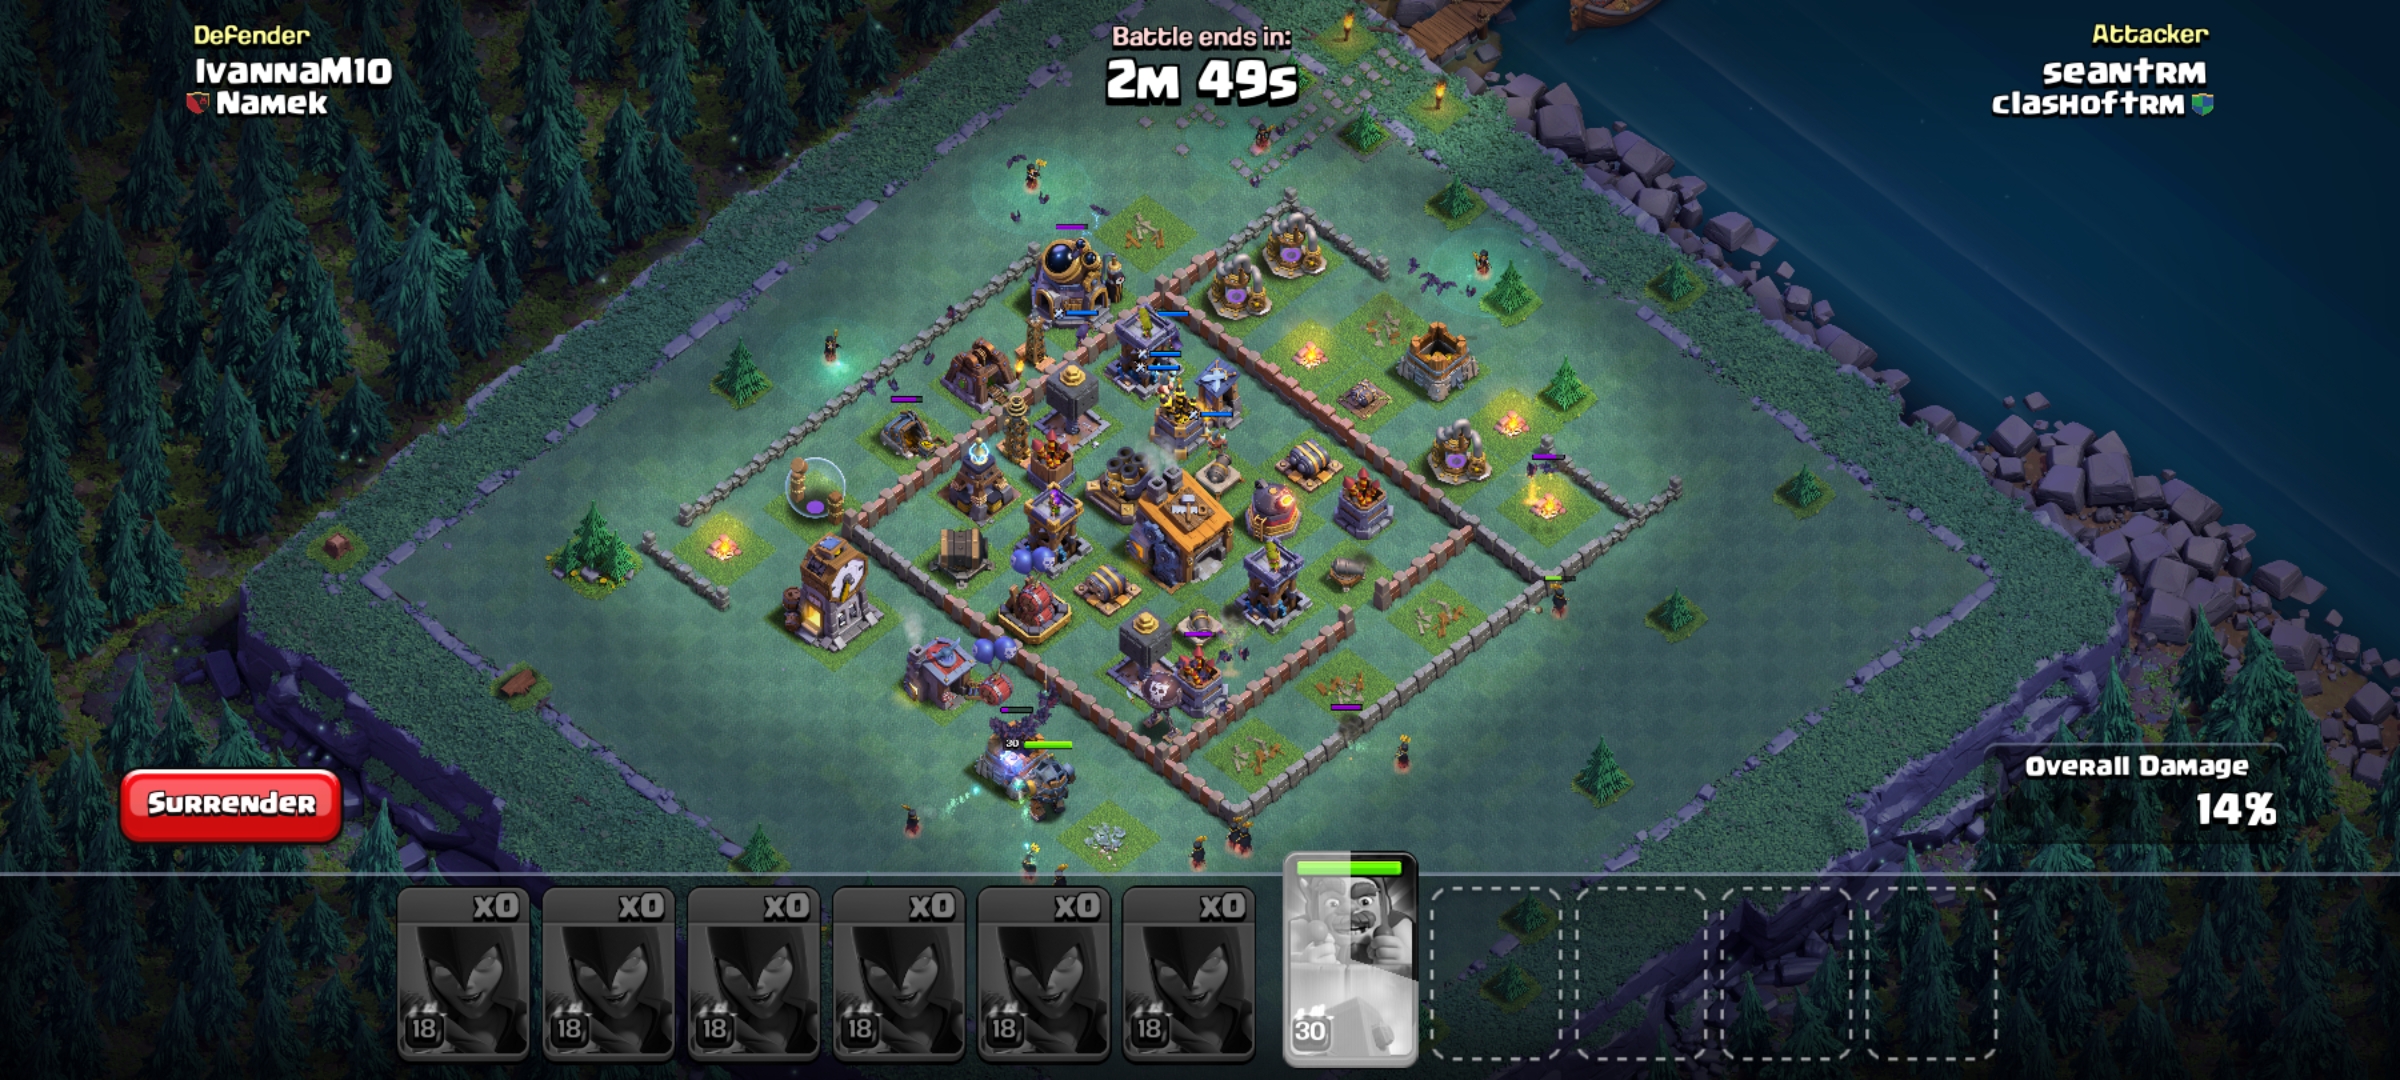 Defender
IvannaM10
Namek
Battle ends in:
2M 49s
Attacker
seantRM
clashoftRM
30
Surrender
Overall Damage
14%
x0
x0
x0
x0
x0
x0
18
18
18
18
18
18
30